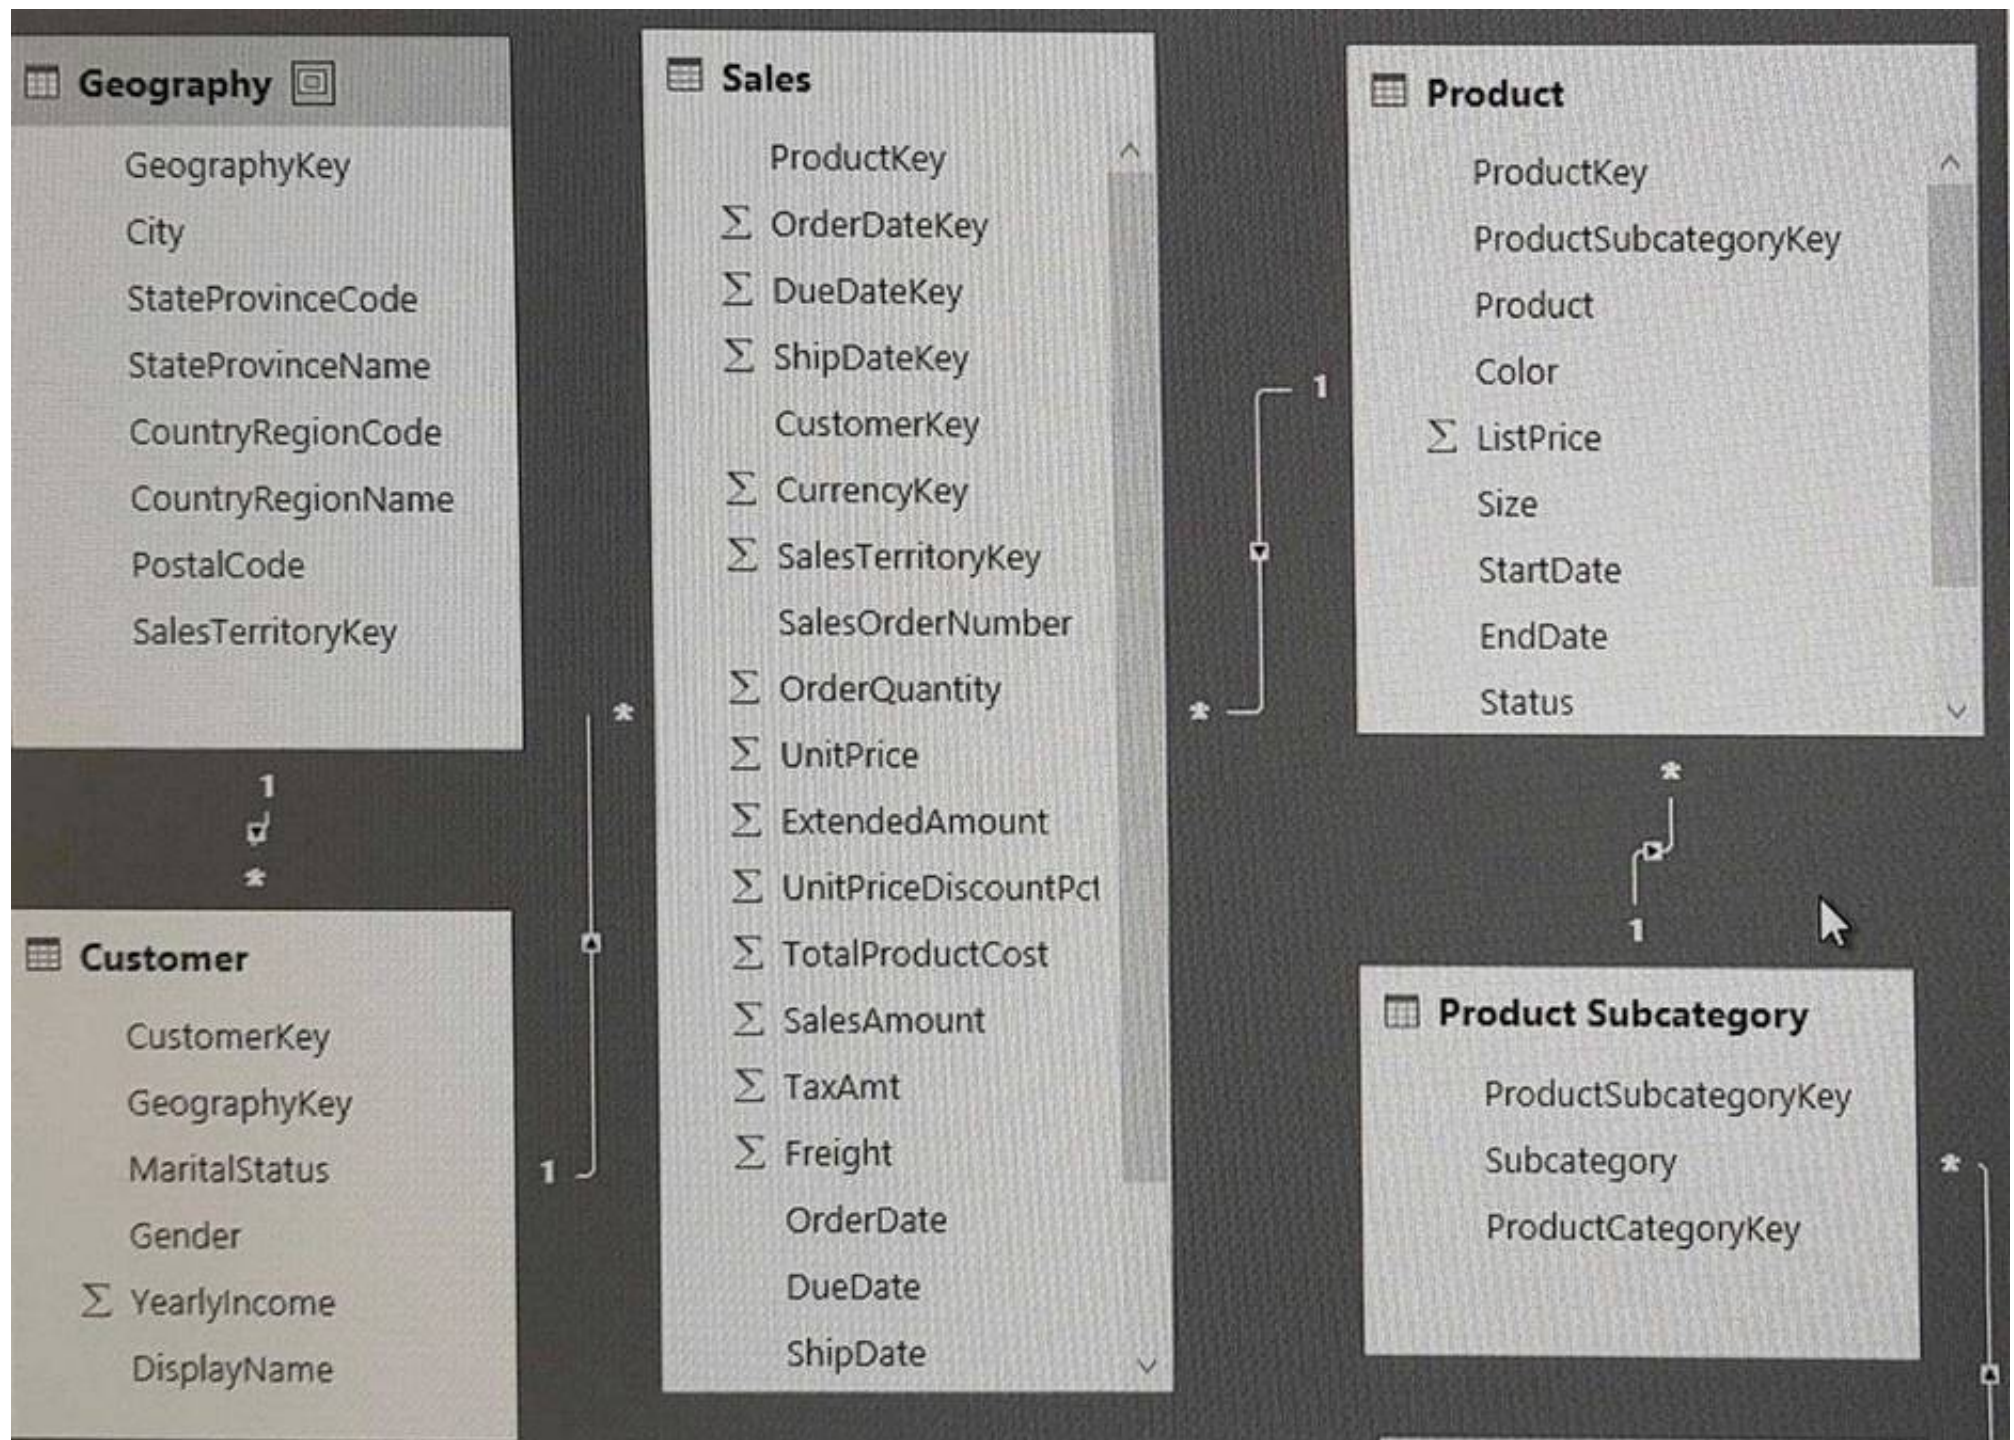 Geography
GeographyKey
City
StateProvinceCode
StateProvinceName
CountryRegionCode
CountryRegionName
PostalCode
SalesTerritoryKey
1
*
Customer
CustomerKey
GeographyKey
MaritalStatus
Gender
Σ YearlyIncome
DisplayName
1
*
Sales
ProductKey
Σ OrderDateKey
Σ DueDateKey
Σ ShipDateKey
CustomerKey
Σ CurrencyKey
Σ SalesTerritoryKey
SalesOrderNumber
Σ OrderQuantity
Σ UnitPrice
Σ ExtendedAmount
Σ UnitPriceDiscountPct
Σ TotalProductCost
Σ SalesAmount
Σ TaxAmt
Σ Freight
OrderDate
DueDate
ShipDate
*
1
Product
ProductKey
ProductSubcategoryKey
Product
Color
Σ ListPrice
Size
StartDate
EndDate
Status
*
1
Product Subcategory
ProductSubcategoryKey
Subcategory
ProductCategoryKey
*